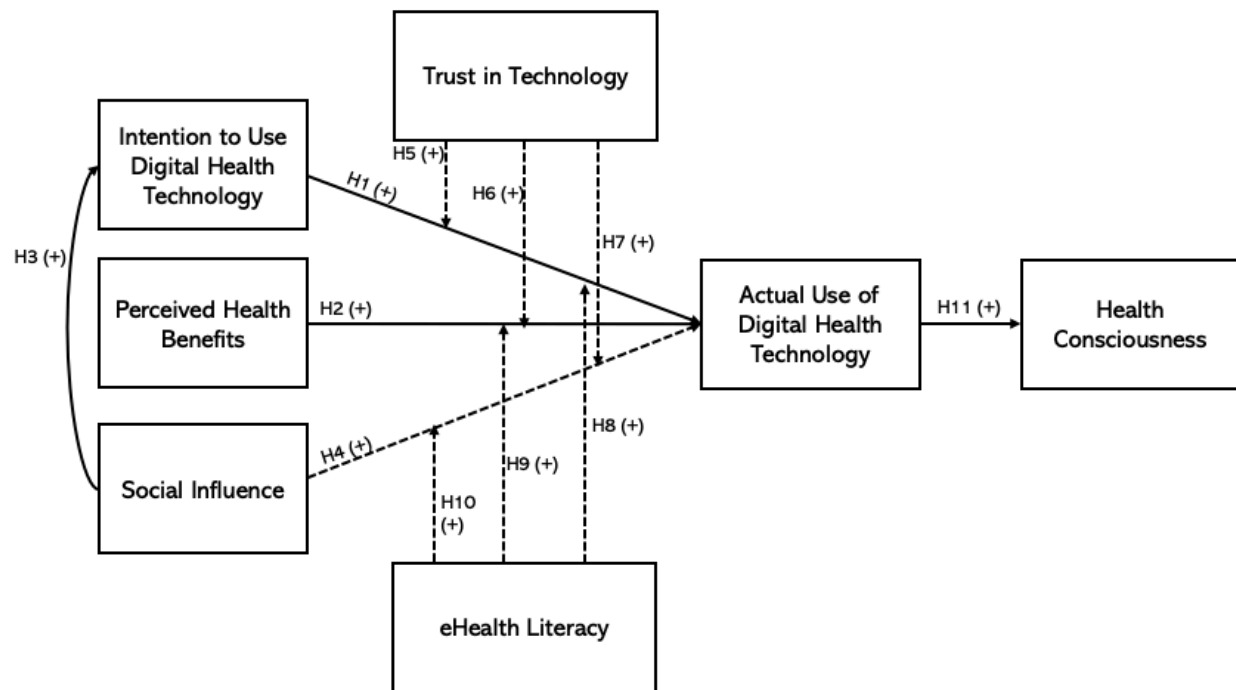 Trust in Technology
Intention to Use
Digital Health
Technology
H5 (+)
H1 (+)
H6 (+)
H3 (+)
H7 (+)
Perceived Health
Benefits
H2 (+)
Actual Use of
Digital Health
Technology
H11 (+)
Health
Consciousness
Social Influence
H4 (+)
H8 (+)
H9 (+)
H10
(+)
eHealth Literacy